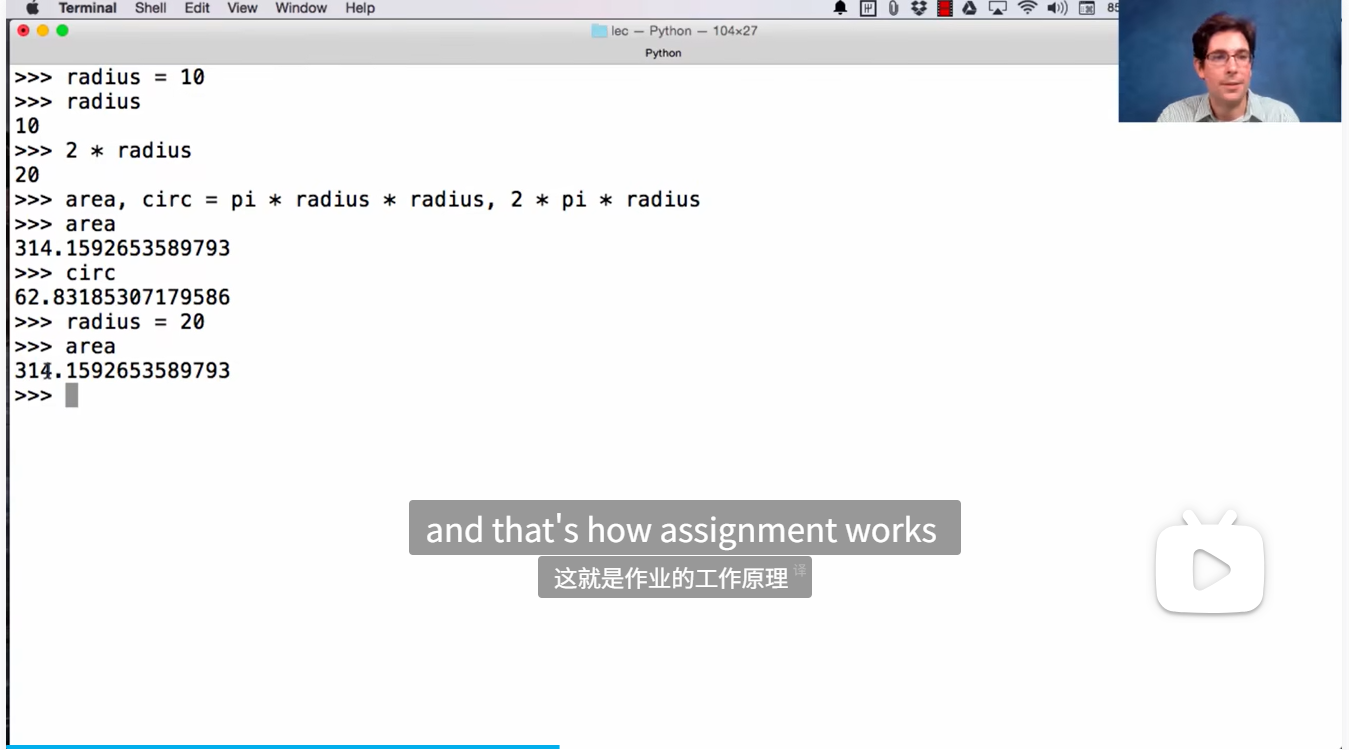 Terminal Shell Edit View Window Help
lec — Python — 104×27
Python
>>> radius = 10
>>> radius
10
>>> 2 * radius
20
>>> area, circ = pi * radius * radius, 2 * pi * radius
>>> area
314.1592653589793
>>> circ
62.83185307179586
>>> radius = 20
>>> area
314.1592653589793
>>>
and that's how assignment works
这就是作业的工作原理 译